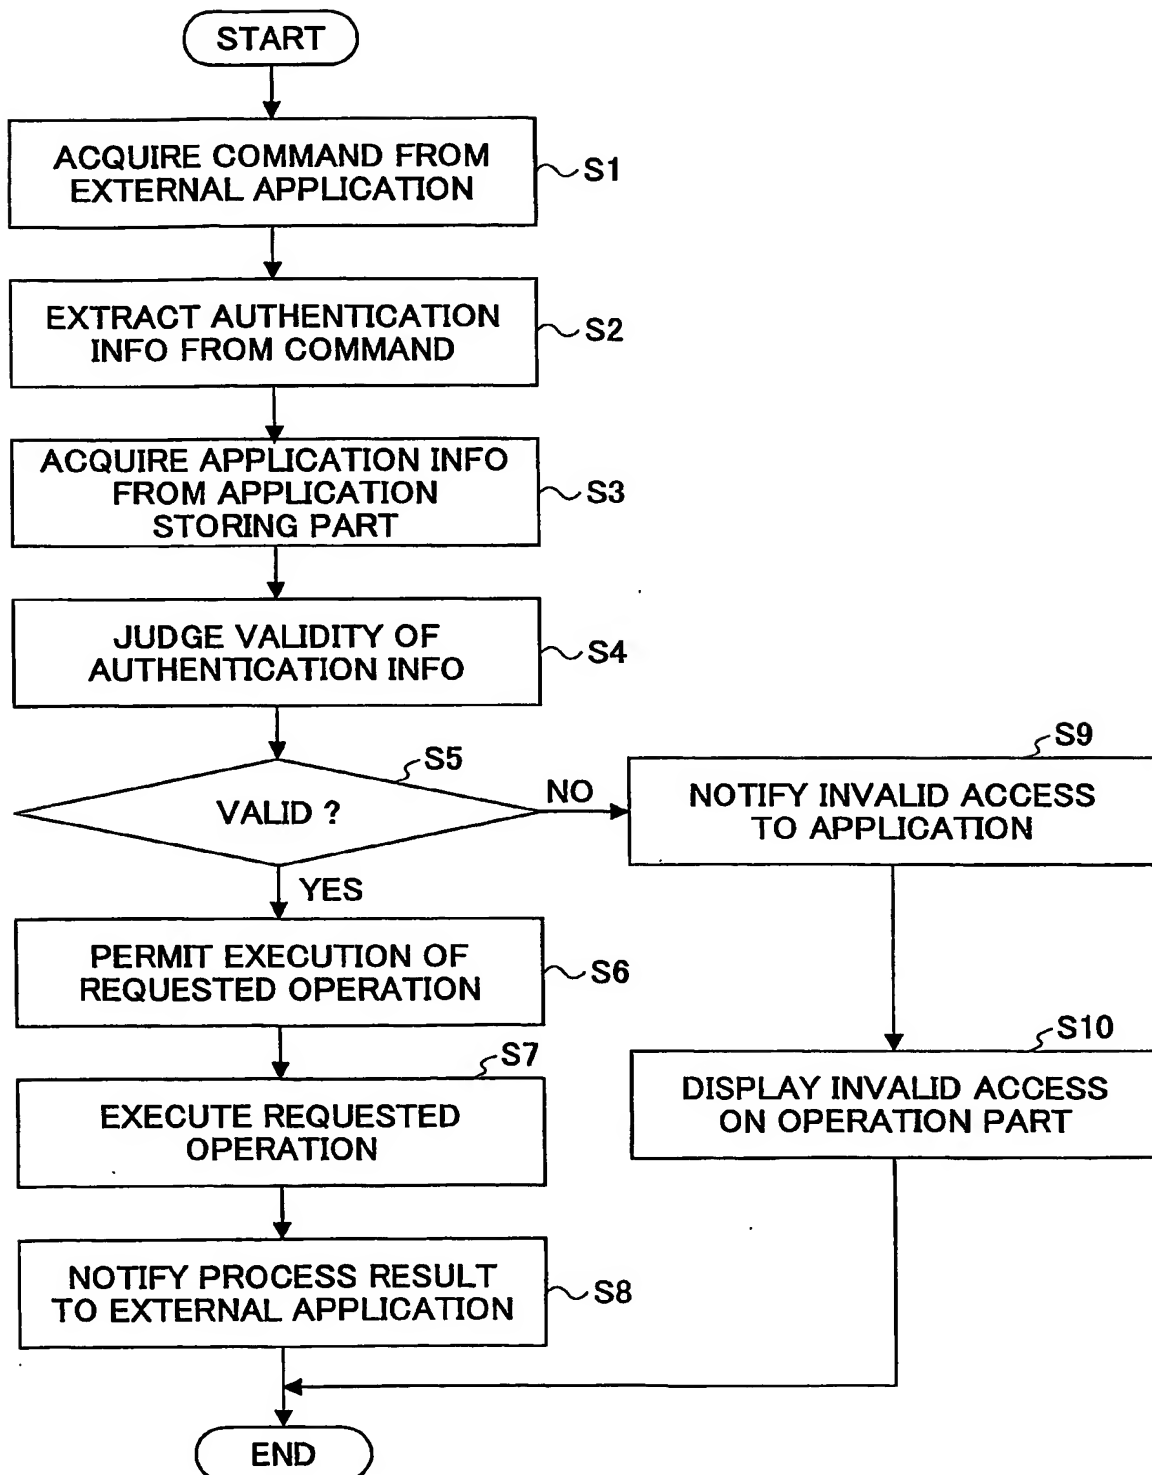 START
ACQUIRE COMMAND FROM
EXTERNAL APPLICATION
S1
EXTRACT AUTHENTICATION
INFO FROM COMMAND
S2
ACQUIRE APPLICATION INFO
FROM APPLICATION
STORING PART
S3
JUDGE VALIDITY OF
AUTHENTICATION INFO
S4
S5
VALID ?
NO
YES
S9
NOTIFY INVALID ACCESS
TO APPLICATION
PERMIT EXECUTION OF
REQUESTED OPERATION
S6
S10
DISPLAY INVALID ACCESS
ON OPERATION PART
S7
EXECUTE REQUESTED
OPERATION
NOTIFY PROCESS RESULT
TO EXTERNAL APPLICATION
S8
END